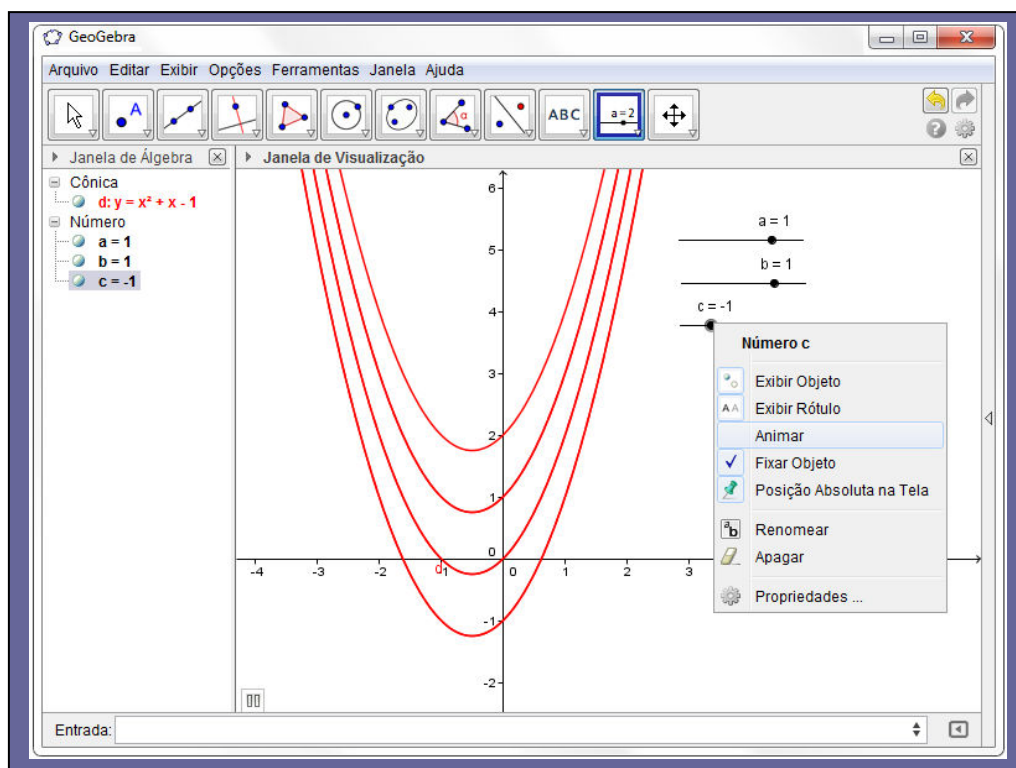 GeoGebra
Arquivo Editar Exibir Opções Ferramentas Janela Ajuda
A
α
ABC
a=2
Janela de Álgebra
Janela de Visualização
Cônica
d: y = x² + x - 1
Número
a = 1
b = 1
c = -1
6
5
4
3
2
1
0
-1
-2
-4 -3 -2 -1 0 1 2 3
d
a = 1
b = 1
c = -1
Número c
Exibir Objeto
AA Exibir Rótulo
Animar
Fixar Objeto
Posição Absoluta na Tela
ab Renomear
Apagar
Propriedades ...
Entrada: